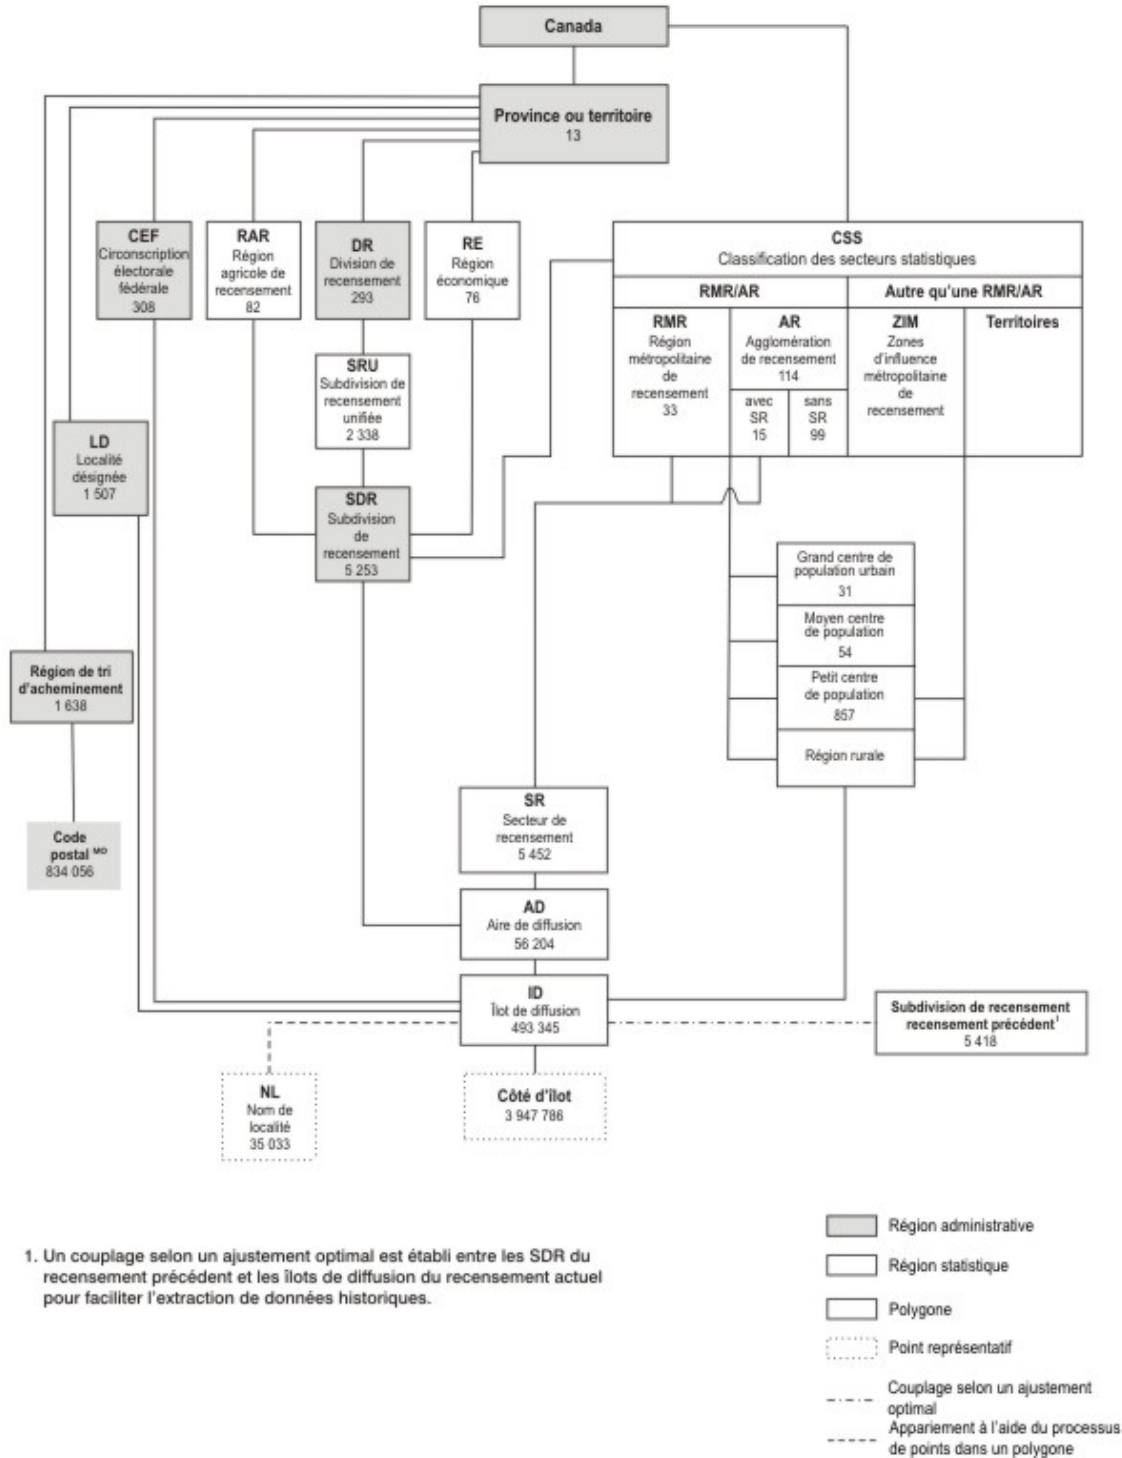 Canada
Province ou territoire
13
CEF
Circonscription
électorale
fédérale
308
RAR
Région
agricole de
recensement
82
DR
Division de
recensement
293
RE
Région
économique
76
CSS
Classification des secteurs statistiques
RMR/AR
Autre qu'une RMR/AR
RMR
Région
métropolitaine
de
recensement
33
AR
Agglomération
de recensement
114
avec
SR
15
sans
SR
99
ZIM
Zones
d'influence
métropolitaine
de
recensement
Territoires
SRU
Subdivision de
recensement
unifiée
2 338
LD
Localité
désignée
1 507
SDR
Subdivision
de
recensement
5 253
Grand centre de
population urbain
31
Moyen centre
de population
54
Petit centre
de population
857
Région rurale
Région de tri
d'acheminement
1 638
Code
postal MD
834 056
SR
Secteur de
recensement
5 452
AD
Aire de diffusion
56 204
ID
Îlot de diffusion
493 345
Subdivision de recensement
recensement précédent1
5 418
NL
Nom de
localité
35 033
Côté d'îlot
3 947 786
1. Un couplage selon un ajustement optimal est établi entre les SDR du
recensement précédent et les îlots de diffusion du recensement actuel
pour faciliter l'extraction de données historiques.
Région administrative
Région statistique
Polygone
Point représentatif
Couplage selon un ajustement
optimal
Appariement à l'aide du processus
de points dans un polygone